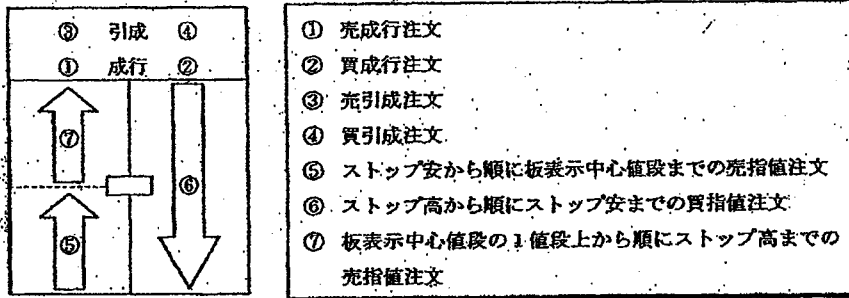 ③ 引成 ④
① 成行 ②
⑦
⑥
⑤
①売成行注文
② 買成行注文
③ 売引成注文
④ 買引成注文
⑤ ストップ安から順に板表示中心値段までの売指値注文
⑥ ストップ高から順にストップ安までの買指値注文
⑦ 板表示中心値段の1値段上から順にストップ高までの
売指値注文